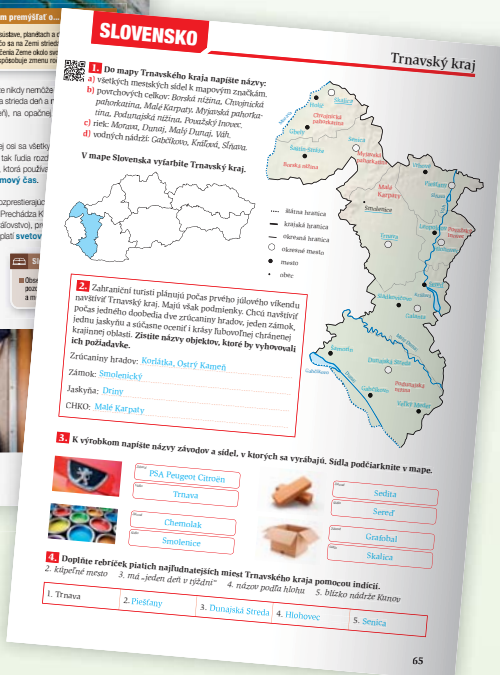 SLOVENSKO
Trnavský kraj
1. Do mapy Trnavského kraja napíšte názvy:
a) všetkých mestských sídel k mapovým značkám,
b) povrchových celkov: Borská nížina, Chvojnická
pahorkatina, Malé Karpaty, Myjavská pahorka-
tina, Podunajská nížina, Považský Inovec.
c) riek: Morava, Dunaj, Malý Dunaj, Váh.
d) vodných nádrží: Gabčíkovo, Kráľová, Sĺňava.
V mape Slovenska vyfarbite Trnavský kraj.
štátna hranica
krajská hranica
okresná hranica
okresné mesto
mesto
obec
Skalica
Holíč
Chvojnická
pahorkatina
Morava
Gbely
Senica
Šaštín-Stráže
Myjavská
pahorkatina
Borská nížina
Vrbové
Piešťany
Malé
Karpaty
Smolenice
Trnava
Leopoldov
Považský
Inovec
Hlohovec
Sereď
Sládkovičovo
Galanta
Malý Dunaj
Šamorín
Gabčíkovo
Dunaj
Dunajská Streda
Podunajská
nížina
Gabčíkovo
Veľký Meder
2. Zahraniční turisti plánujú počas prvého júlového víkendu
navštíviť Trnavský kraj. Majú však podmienky. Chcú navštíviť
počas jedného doobedia dve zrúcaniny hradov, jeden zámok,
jednu jaskyňu a súčasne oceniť i krásy ľubovoľnej chránenej
krajinnej oblasti. Zistite názvy objektov, ktoré by vyhovovali
ich požiadavke.
Zrúcaniny hradov: Korlátka, Ostrý Kameň
Zámok: Smolenický
Jaskyňa: Driny
CHKO: Malé Karpaty
3. K výrobkom napíšte názvy závodov a sídel, v ktorých sa vyrábajú. Sídla podčiarknite v mape.
PSA Peugeot Citroën
Trnava
Sedita
Sereď
Chemolak
Smolenice
Grafobal
Skalica
4. Doplňte rebríček piatich najľudnatejších miest Trnavského kraja pomocou indícií.
2. kúpeľné mesto 3. má „jeden deň v týždni“ 4. názov podľa hlohu 5. blízko nádrže Kunov
1. Trnava
2. Piešťany
3. Dunajská Streda
4. Hlohovec
5. Senica
65